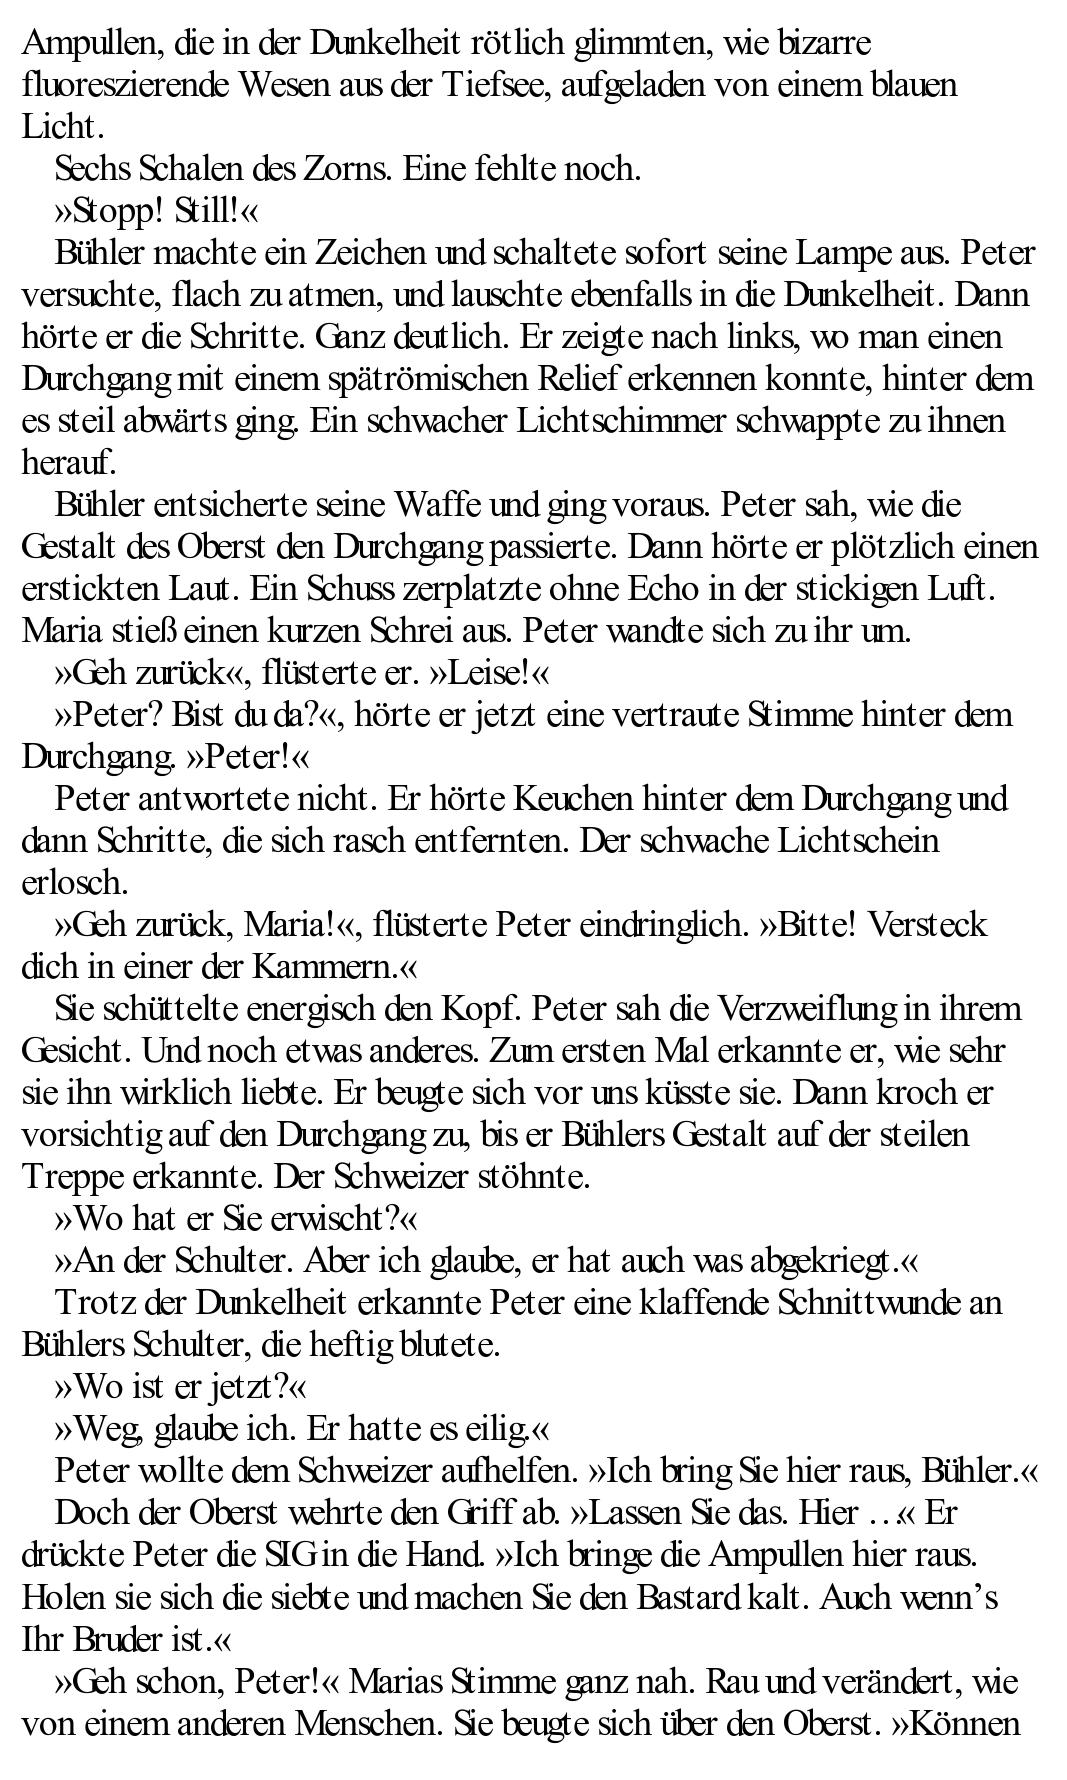 Ampullen, die in der Dunkelheit rötlich glimmten, wie bizarre
fluoreszierende Wesen aus der Tiefsee, aufgeladen von einem blauen
Licht.
Sechs Schalen des Zorns. Eine fehlte noch.
»Stopp! Still!«
Bühler machte ein Zeichen und schaltete sofort seine Lampe aus. Peter
versuchte, flach zu atmen, und lauschte ebenfalls in die Dunkelheit. Dann
hörte er die Schritte. Ganz deutlich. Er zeigte nach links, wo man einen
Durchgang mit einem spätrömischen Relief erkennen konnte, hinter dem
es steil abwärts ging. Ein schwacher Lichtschimmer schwappte zu ihnen
herauf.
Bühler entsicherte seine Waffe und ging voraus. Peter sah, wie die
Gestalt des Oberst den Durchgang passierte. Dann hörte er plötzlich einen
erstickten Laut. Ein Schuss zerplatzte ohne Echo in der stickigen Luft.
Maria stieß einen kurzen Schrei aus. Peter wandte sich zu ihr um.
»Geh zurück«, flüsterte er. »Leise!«
»Peter? Bist du da?«, hörte er jetzt eine vertraute Stimme hinter dem
Durchgang. »Peter!«
Peter antwortete nicht. Er hörte Keuchen hinter dem Durchgang und
dann Schritte, die sich rasch entfernten. Der schwache Lichtschein
erlosch.
»Geh zurück, Maria!«, flüsterte Peter eindringlich. »Bitte! Versteck
dich in einer der Kammern.«
Sie schüttelte energisch den Kopf. Peter sah die Verzweiflung in ihrem
Gesicht. Und noch etwas anderes. Zum ersten Mal erkannte er, wie sehr
sie ihn wirklich liebte. Er beugte sich vor uns küsste sie. Dann kroch er
vorsichtig auf den Durchgang zu, bis er Bühlers Gestalt auf der steilen
Treppe erkannte. Der Schweizer stöhnte.
»Wo hat er Sie erwischt?«
»An der Schulter. Aber ich glaube, er hat auch was abgekriegt.«
Trotz der Dunkelheit erkannte Peter eine klaffende Schnittwunde an
Bühlers Schulter, die heftig blutete.
»Wo ist er jetzt?«
»Weg, glaube ich. Er hatte es eilig.«
Peter wollte dem Schweizer aufhelfen. »Ich bring Sie hier raus, Bühler.«
Doch der Oberst wehrte den Griff ab. »Lassen Sie das. Hier …« Er
drückte Peter die SIG in die Hand. »Ich bringe die Ampullen hier raus.
Holen sie sich die siebte und machen Sie den Bastard kalt. Auch wenn’s
Ihr Bruder ist.«
»Geh schon, Peter!« Marias Stimme ganz nah. Rau und verändert, wie
von einem anderen Menschen. Sie beugte sich über den Oberst. »Können